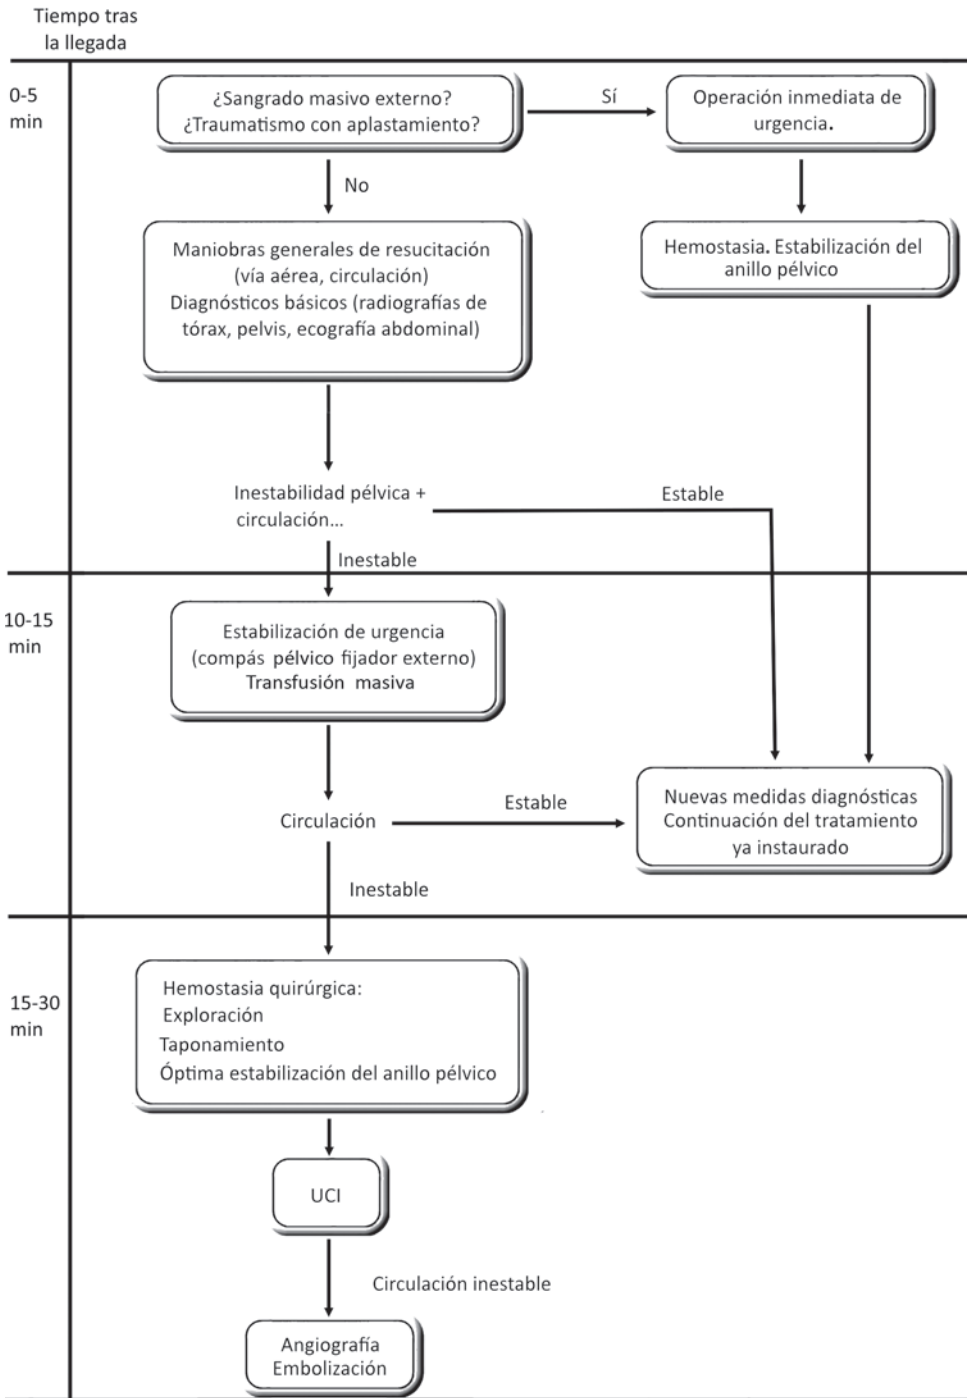 Tiempo tras
la llegada
0-5
min
¿Sangrado masivo externo?
¿Traumatismo con aplastamiento?
Sí
Operación inmediata de
urgencia.
No
Maniobras generales de resucitación
(vía aérea, circulación)
Diagnósticos básicos (radiografías de
tórax, pelvis, ecografía abdominal)
Hemostasia. Estabilización del
anillo pélvico
Inestabilidad pélvica +
circulación...
Estable
Inestable
10-15
min
Estabilización de urgencia
(compás pélvico fijador externo)
Transfusión masiva
Circulación
Estable
Nuevas medidas diagnósticas
Continuación del tratamiento
ya instaurado
Inestable
15-30
min
Hemostasia quirúrgica:
Exploración
Taponamiento
Óptima estabilización del anillo pélvico
UCI
Circulación inestable
Angiografía
Embolización